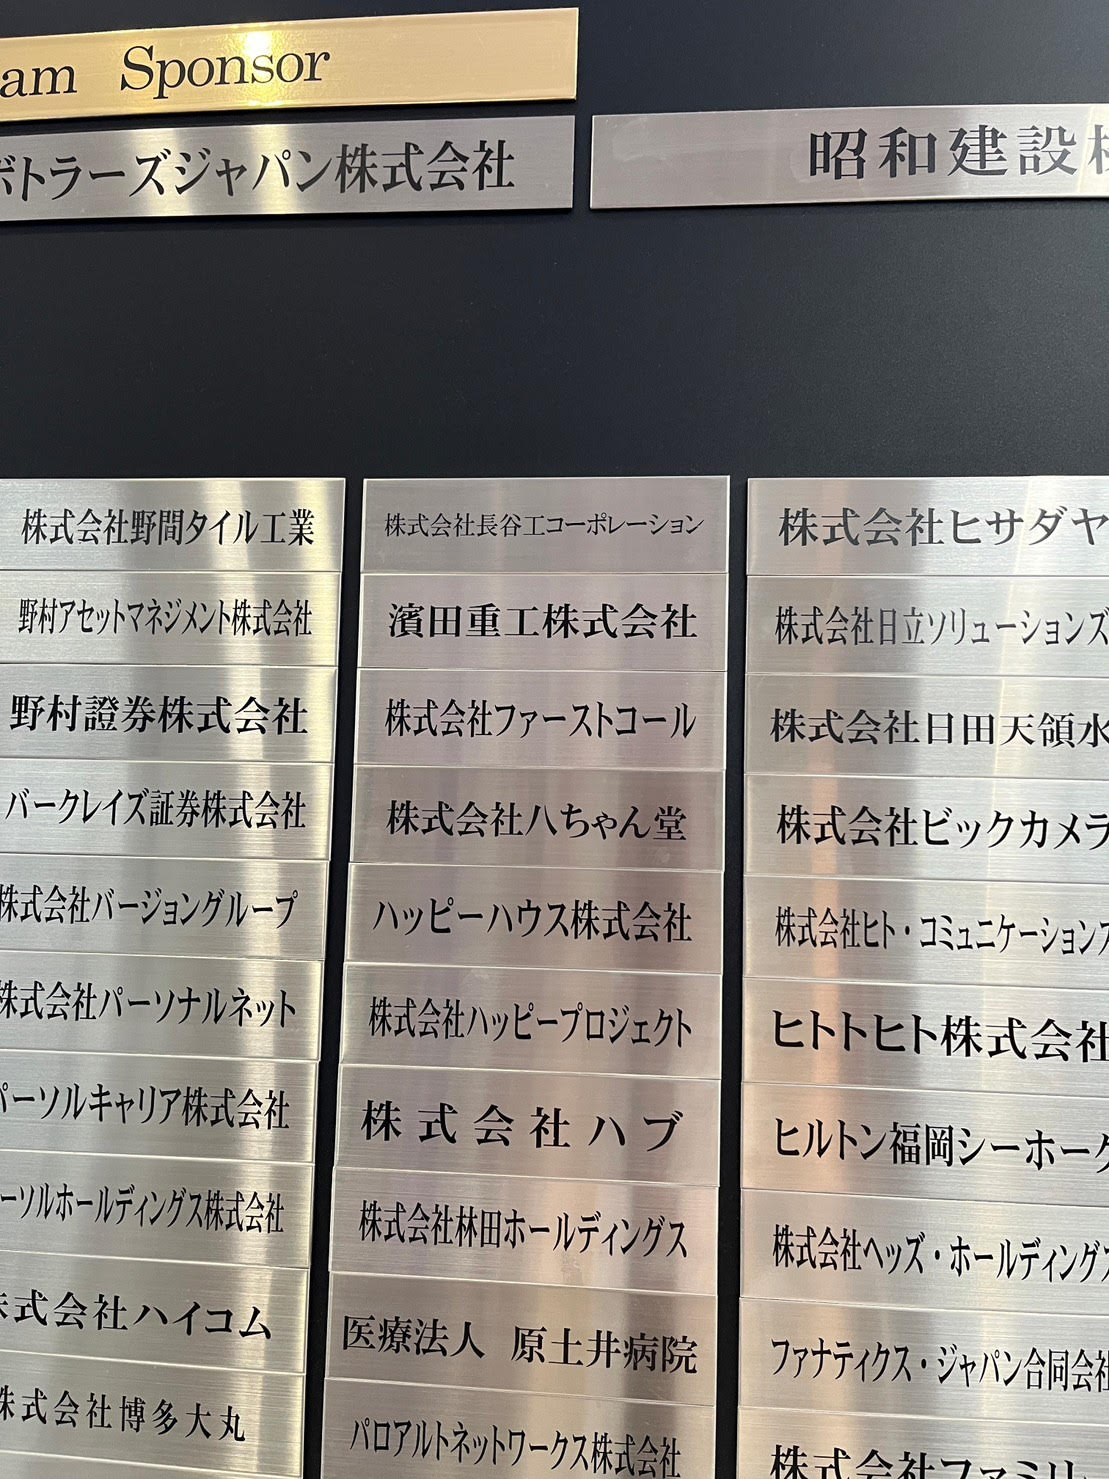 am Sponsor
ボトラーズジャパン株式会社
昭和建設
株式会社野間タイル工業
野村アセットマネジメント株式会社
野村證券株式会社
バークレイズ証券株式会社
株式会社バージョングループ
株式会社パーソナルネット
パーソルキャリア株式会社
ーソルホールディングス株式会社
株式会社ハイコム
株式会社博多大丸
株式会社長谷工コーポレーション
濱田重工株式会社
株式会社ファーストコール
株式会社八ちゃん堂
ハッピーハウス株式会社
株式会社ハッピープロジェクト
株式会社ハブ
株式会社林田ホールディングス
医療法人 原土井病院
パロアルトネットワークス株式会社
株式会社ヒサダヤ
株式会社日立ソリューションズ
株式会社日田天領水
株式会社ビックカメラ
株式会社ヒト・コミュニケーションズ
ヒトトヒト株式会社
ヒルトン福岡シーホーク
株式会社ヘッズ・ホールディングス
ファナティクス・ジャパン合同会社
株式会社ファミリ